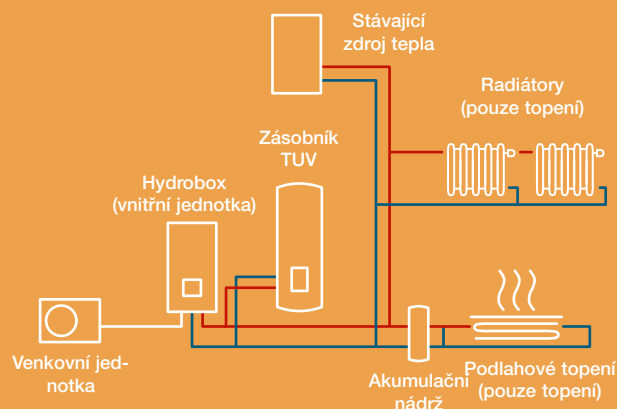 Stávající
zdroj tepla
Radiátory
(pouze topení)
Zásobník
TUV
Hydrobox
(vnitřní jednotka)
Venkovní jed-
notka
Akumulační
nádrž
Podlahové topení
(pouze topení)